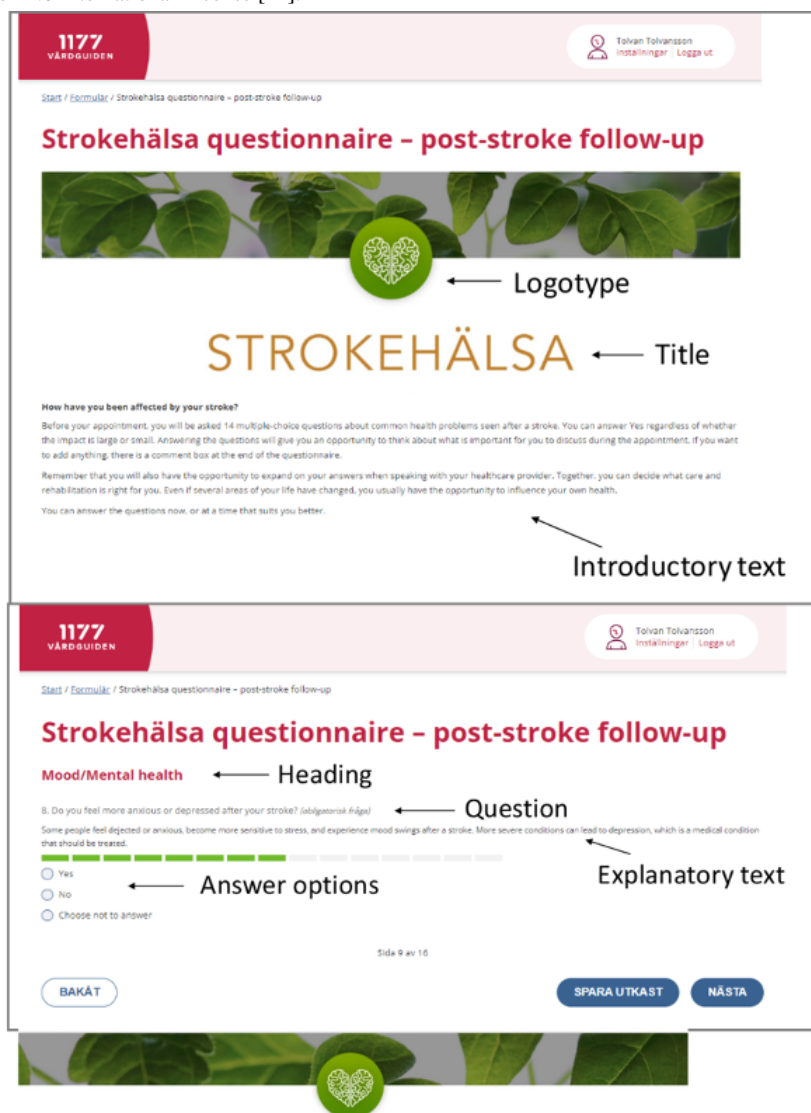 1177
VÅRDGUIDEN
Tolvan Tolvansson
Inställningar | Logga ut
Start / Formulär / Strokehälsa questionnaire – post-stroke follow-up
Strokehälsa questionnaire – post-stroke follow-up
Logotype
STROKEHÄLSA
Title
How have you been affected by your stroke?
Before your appointment, you will be asked 14 multiple-choice questions about common health problems seen after a stroke. You can answer Yes regardless of whether
the impact is large or small. Answering the questions will give you an opportunity to think about what is important for you to discuss during the appointment. If you want
to add anything, there is a comment box at the end of the questionnaire.
Remember that you will also have the opportunity to expand on your answers when speaking with your healthcare provider. Together, you can decide what care and
rehabilitation is right for you. Even if several areas of your life have changed, you usually have the opportunity to influence your own health.
You can answer the questions now, or at a time that suits you better.
Introductory text
1177
VÅRDGUIDEN
Tolvan Tolvansson
Inställningar | Logga ut
Start / Formulär / Strokehälsa questionnaire – post-stroke follow-up
Strokehälsa questionnaire – post-stroke follow-up
Mood/Mental health
Heading
8. Do you feel more anxious or depressed after your stroke? (obligatorisk fråga)
Question
Some people feel dejected or anxious, become more sensitive to stress, and experience mood swings after a stroke. More severe conditions can lead to depression, which is a medical condition
that should be treated.
Explanatory text
Yes
No
Choose not to answer
Answer options
Sida 9 av 16
BAKÅT
SPARA UTKAST
NÄSTA